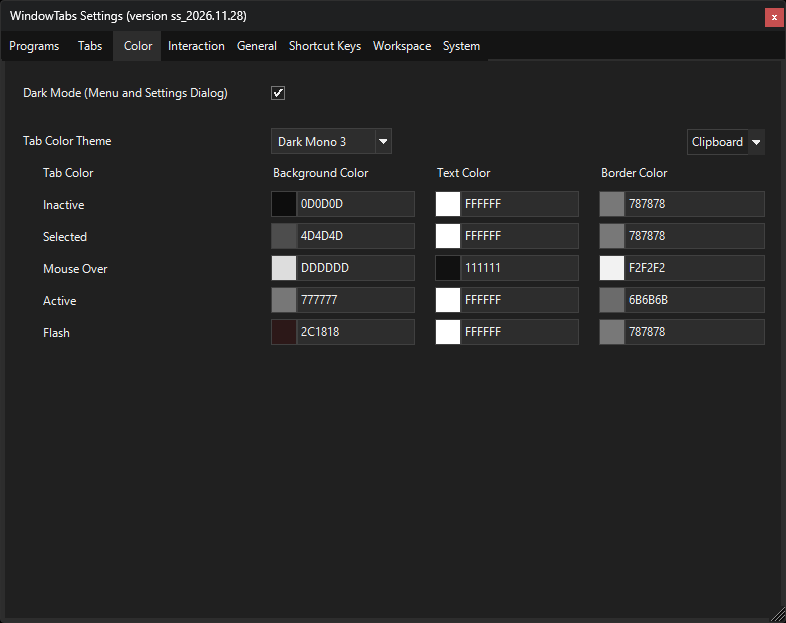 WindowTabs Settings (version ss_2026.11.28)
x
Programs Tabs Color Interaction General Shortcut Keys Workspace System
Dark Mode (Menu and Settings Dialog)
Tab Color Theme Dark Mono 3 Clipboard
Tab Color Background Color Text Color Border Color
Inactive 0D0D0D FFFFFF 787878
Selected 4D4D4D FFFFFF 787878
Mouse Over DDDDDD 111111 F2F2F2
Active 777777 FFFFFF 6B6B6B
Flash 2C1818 FFFFFF 787878